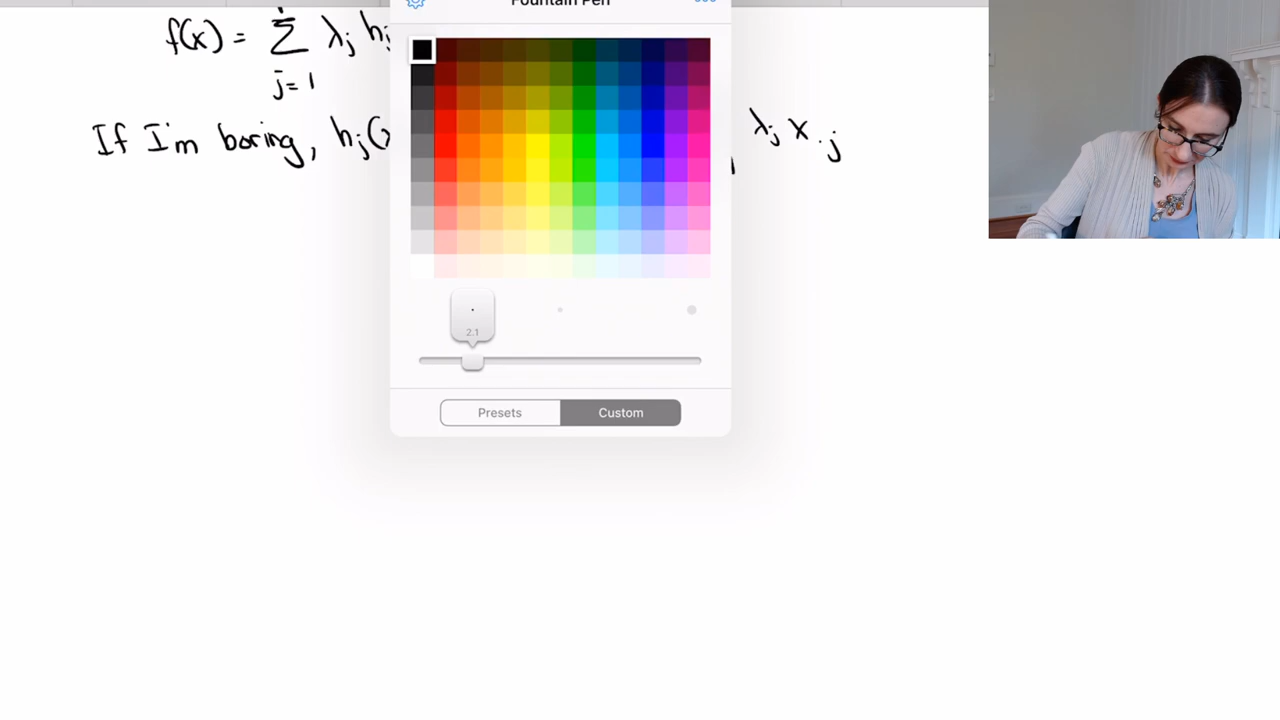 Fountain Pen
f(x) = Σ λj hj
j=1
If I'm boring, hj(x λj x.j
2.1
Presets Custom